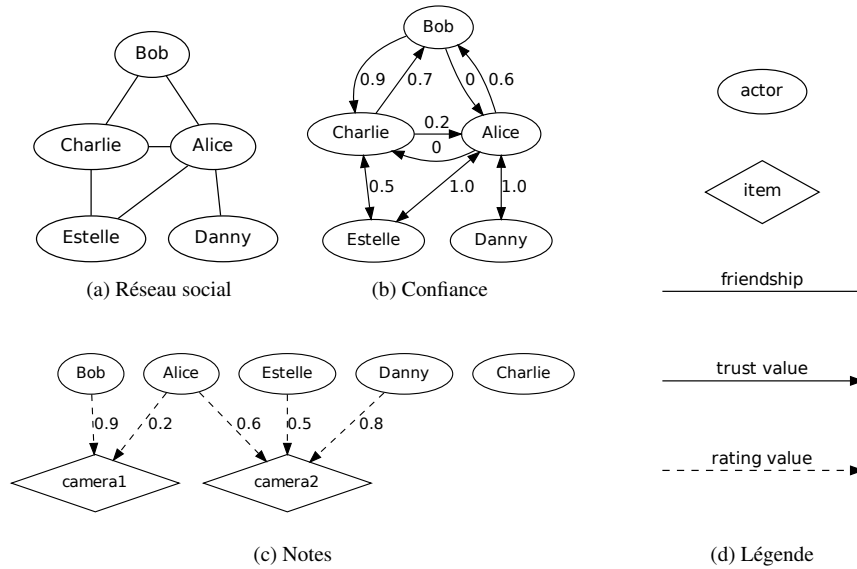 Bob
Charlie Alice
Estelle Danny
(a) Réseau social
Bob
0.9 0.7 0 0.6
Charlie 0.2 Alice
0
0.5 1.0 1.0
Estelle Danny
(b) Confiance
Bob Alice Estelle Danny Charlie
0.9 0.2 0.6 0.5 0.8
camera1 camera2
(c) Notes
actor
item
friendship
trust value
rating value
(d) Légende